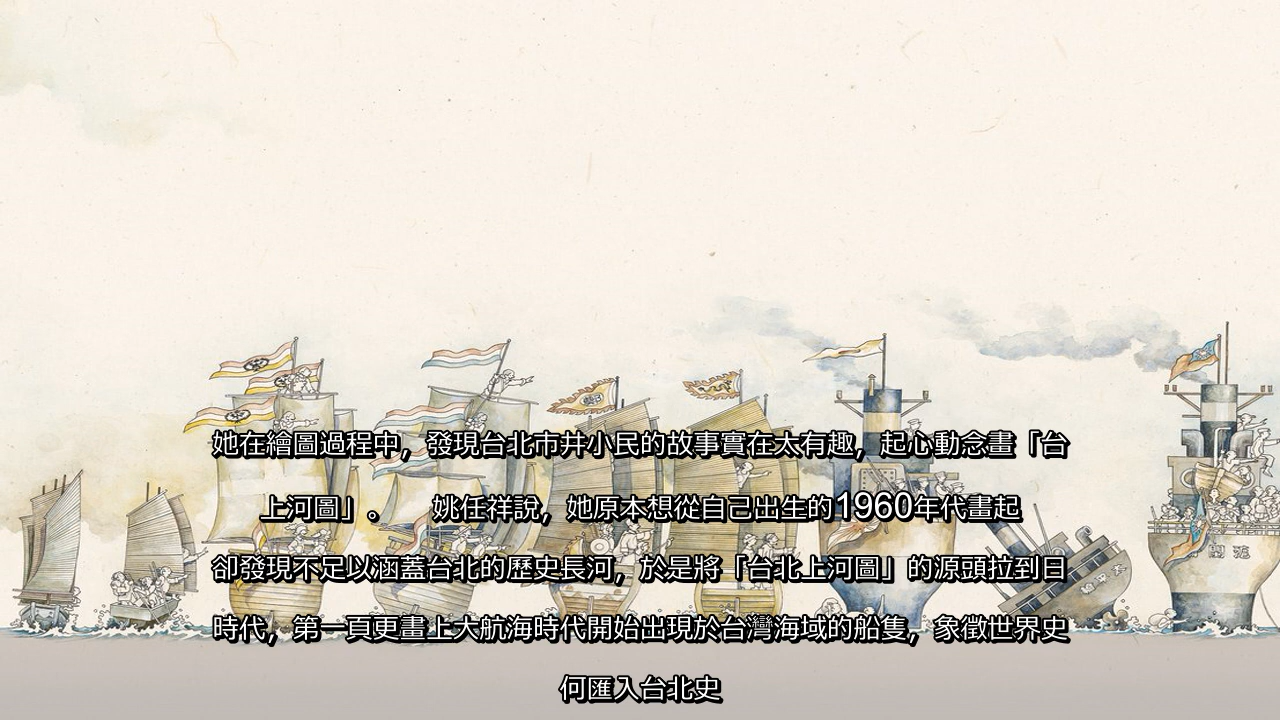 她在繪圖過程中，發現台北市井小民的故事實在太有趣，起心動念畫「台
上河圖」。　姚任祥說，她原本想從自己出生的1960年代畫起
卻發現不足以涵蓋台北的歷史長河，於是將「台北上河圖」的源頭拉到日
時代，第一頁更畫上大航海時代開始出現於台灣海域的船隻，象徵世界史
何匯入台北史